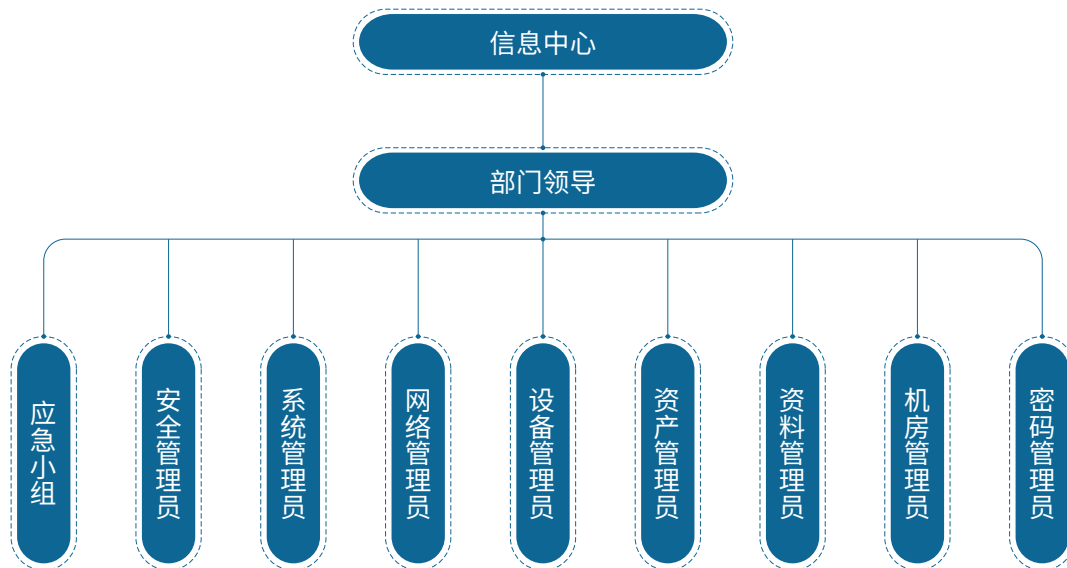 信息中心
部门领导
应急小组
安全管理员
系统管理员
网络管理员
设备管理员
资产管理员
资料管理员
机房管理员
密码管理员